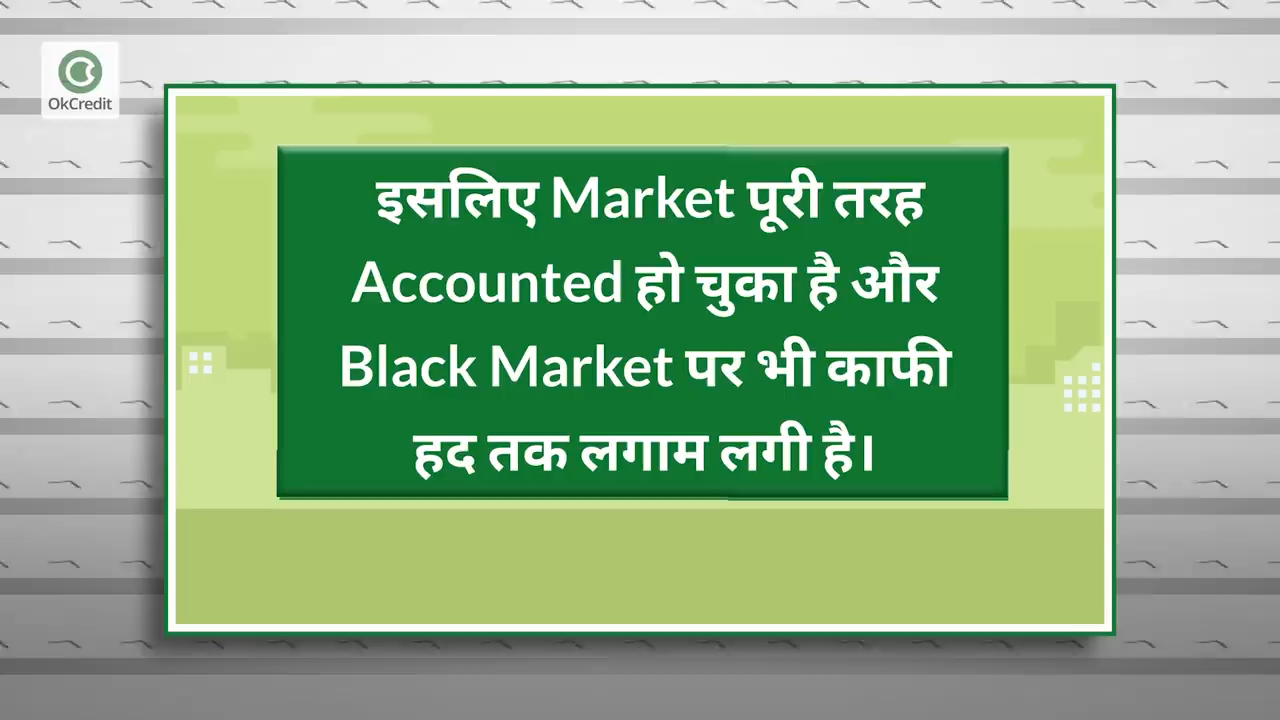 OkCredit
इसलिए Market पूरी तरह
Accounted हो चुका है और
Black Market पर भी काफी
हद तक लगाम लगी है।